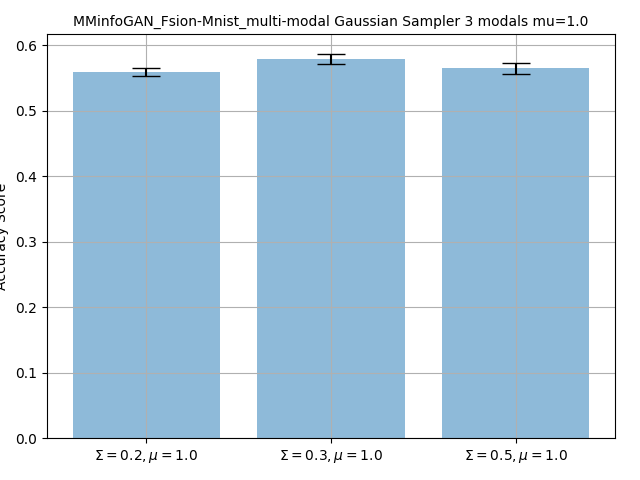 MMinfoGAN_Fsion-Mnist_multi-modal Gaussian Sampler 3 modals mu=1.0
0.6
0.5
0.4
0.3
0.2
0.1
0.0
Accuracy Score
Σ = 0.2, μ = 1.0
Σ = 0.3, μ = 1.0
Σ = 0.5, μ = 1.0